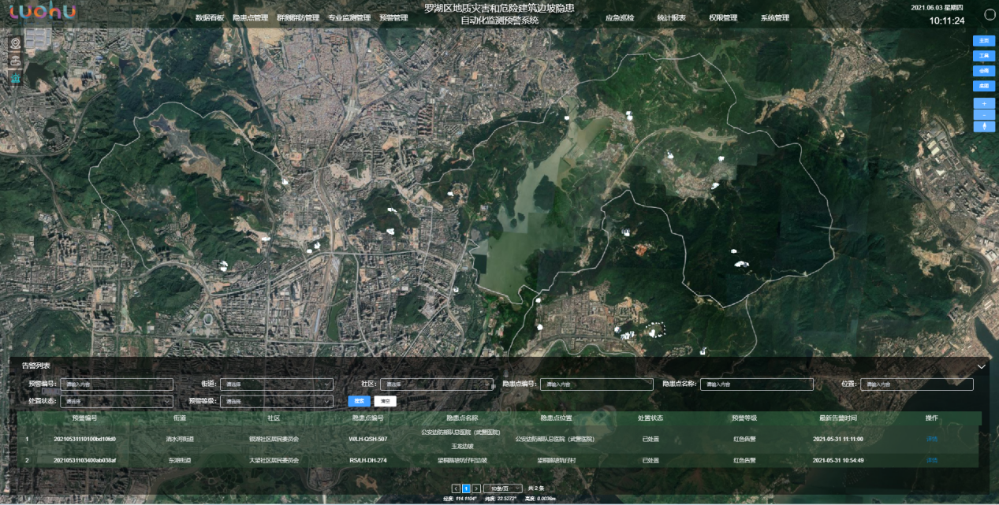 luohu
数据看板 隐患点管理 群测群防管理 专业监测管理 预警管理
罗湖区地质灾害和危险建筑边坡隐患
自动化监测预警系统
应急巡检 统计报表 权限管理 系统管理
2021.06.03 星期四
10:11:24
主页
工具
会商
底图
+
-
告警列表
预警编号: 请输入内容 街道: 请选择 社区: 请选择 隐患点编号: 请输入内容 隐患点名称: 请输入内容 位置: 请输入内容
处置状态: 请选择 预警等级: 请选择 搜索 清空
预警编号 街道 社区 隐患点编号 隐患点名称 隐患点位置 处置状态 预警等级 最新告警时间 操作
1 20210531110100bd10fd0 清水河街道 银湖社区居民委员会 W/LH-QSH-507 公安边防部队总医院（武警医院） 公安边防部队总医院（武警医院） 已处置 红色告警 2021-05-31 11:11:00 详情
玉龙边坡
2 20210531103400ab038af 东湖街道 大望社区居民委员会 RS/LH-DH-274 望桐路塘坑仔村边坡 望桐路塘坑仔村 已处置 红色告警 2021-05-31 10:54:49 详情
1 10条/页 共 2 条
经度: 114.1104° 纬度: 22.5272° 高度: 0.0036m